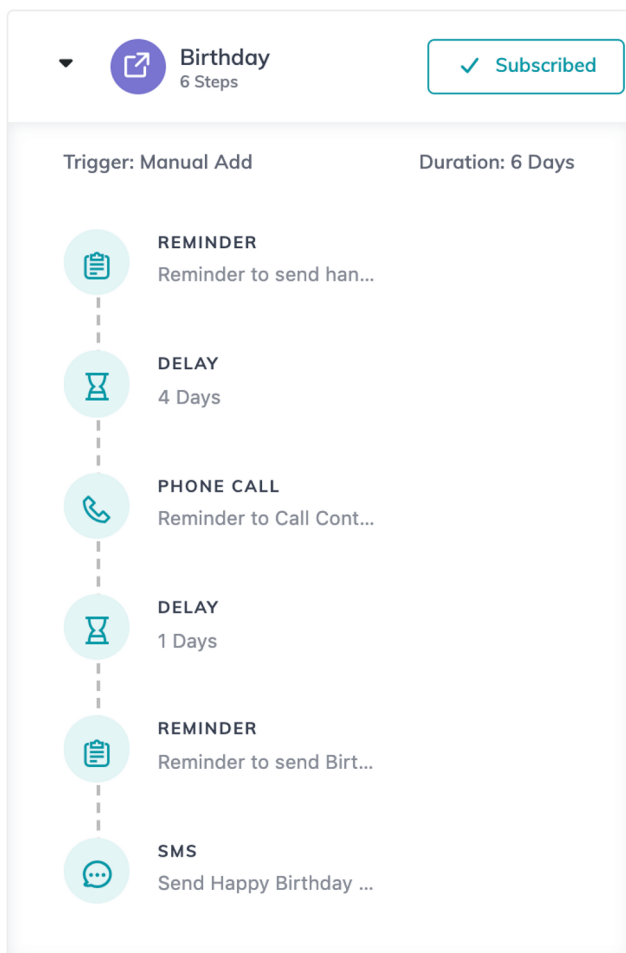 Birthday
6 Steps
Subscribed
Trigger: Manual Add
Duration: 6 Days
REMINDER
Reminder to send han...
DELAY
4 Days
PHONE CALL
Reminder to Call Cont...
DELAY
1 Days
REMINDER
Reminder to send Birt...
SMS
Send Happy Birthday ...